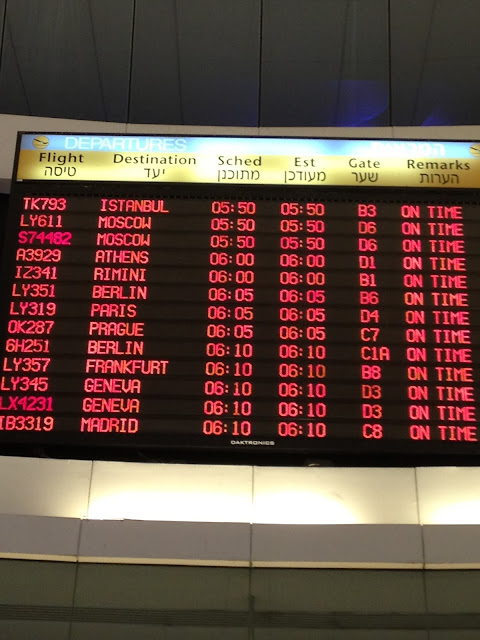 DEPARTURES המראות
Flight Destination Sched Est Gate Remarks
טיסה יעד מתוכנן מעודכן שער הערות
TK793 ISTANBUL 05:50 05:50 B3 ON TIME
LY611 MOSCOW 05:50 05:50 D6 ON TIME
S74482 MOSCOW 05:50 05:50 D6 ON TIME
A3929 ATHENS 06:00 06:00 D1 ON TIME
IZ341 RIMINI 06:00 06:00 B1 ON TIME
LY351 BERLIN 06:05 06:05 B6 ON TIME
LY319 PARIS 06:05 06:05 D4 ON TIME
OK287 PRAGUE 06:05 06:05 C7 ON TIME
6H251 BERLIN 06:10 06:10 C1A ON TIME
LY357 FRANKFURT 06:10 06:10 B8 ON TIME
LY345 GENEVA 06:10 06:10 D3 ON TIME
LX4231 GENEVA 06:10 06:10 D3 ON TIME
IB3319 MADRID 06:10 06:10 C8 ON TIME
DAKTRONICS